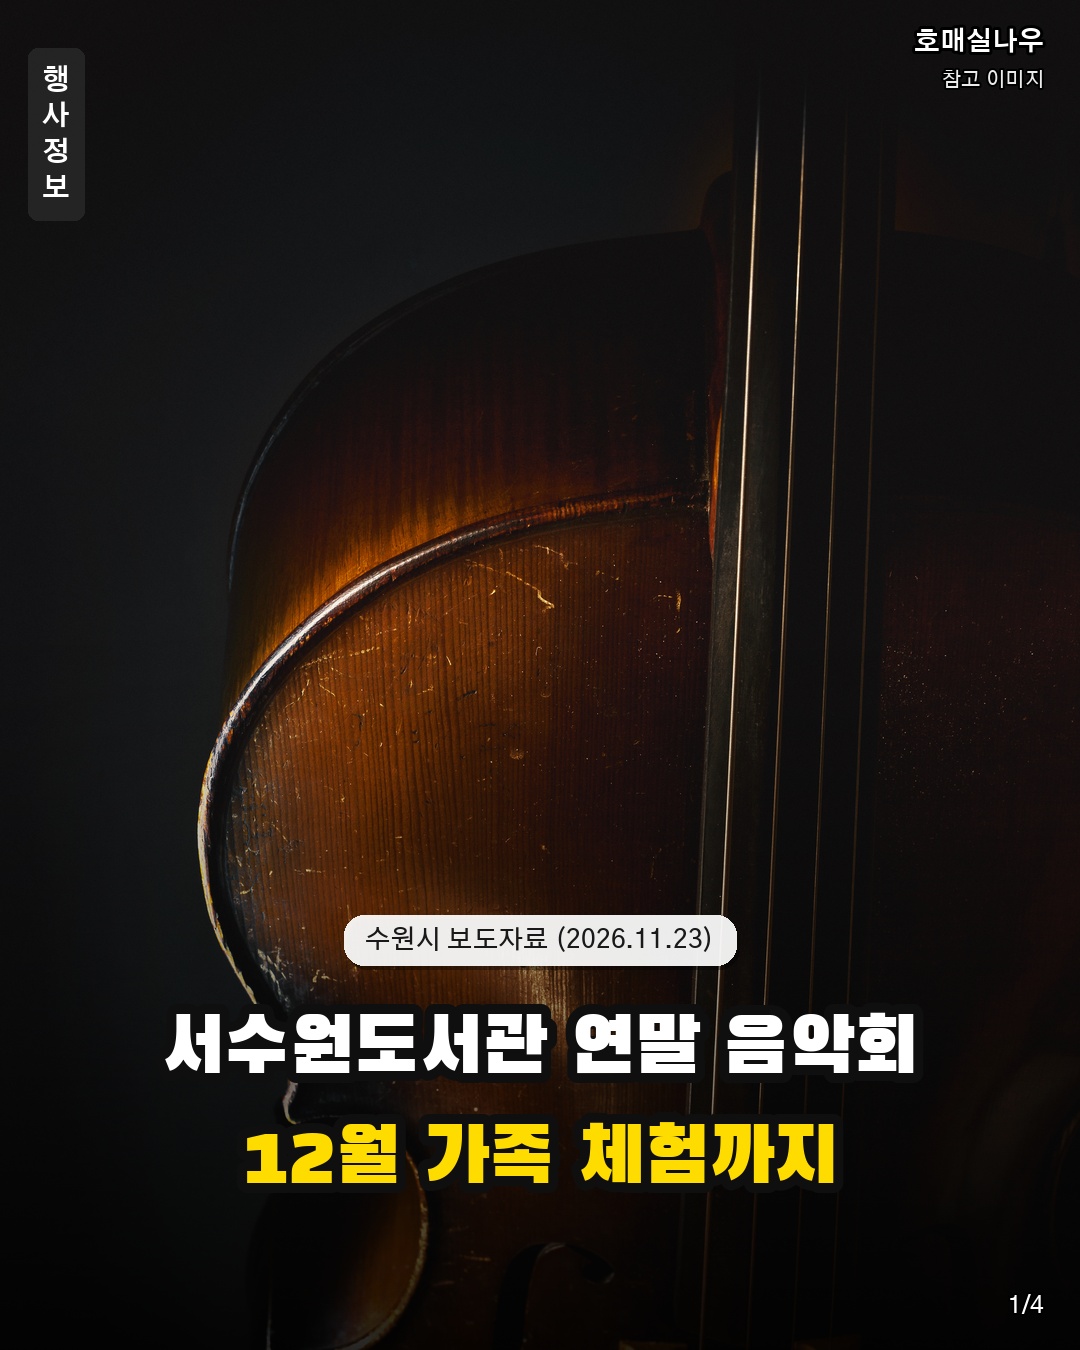 행사정보
호매실나우
참고 이미지
수원시 보도자료 (2026.11.23)
서수원도서관 연말 음악회
12월 가족 체험까지
1/4